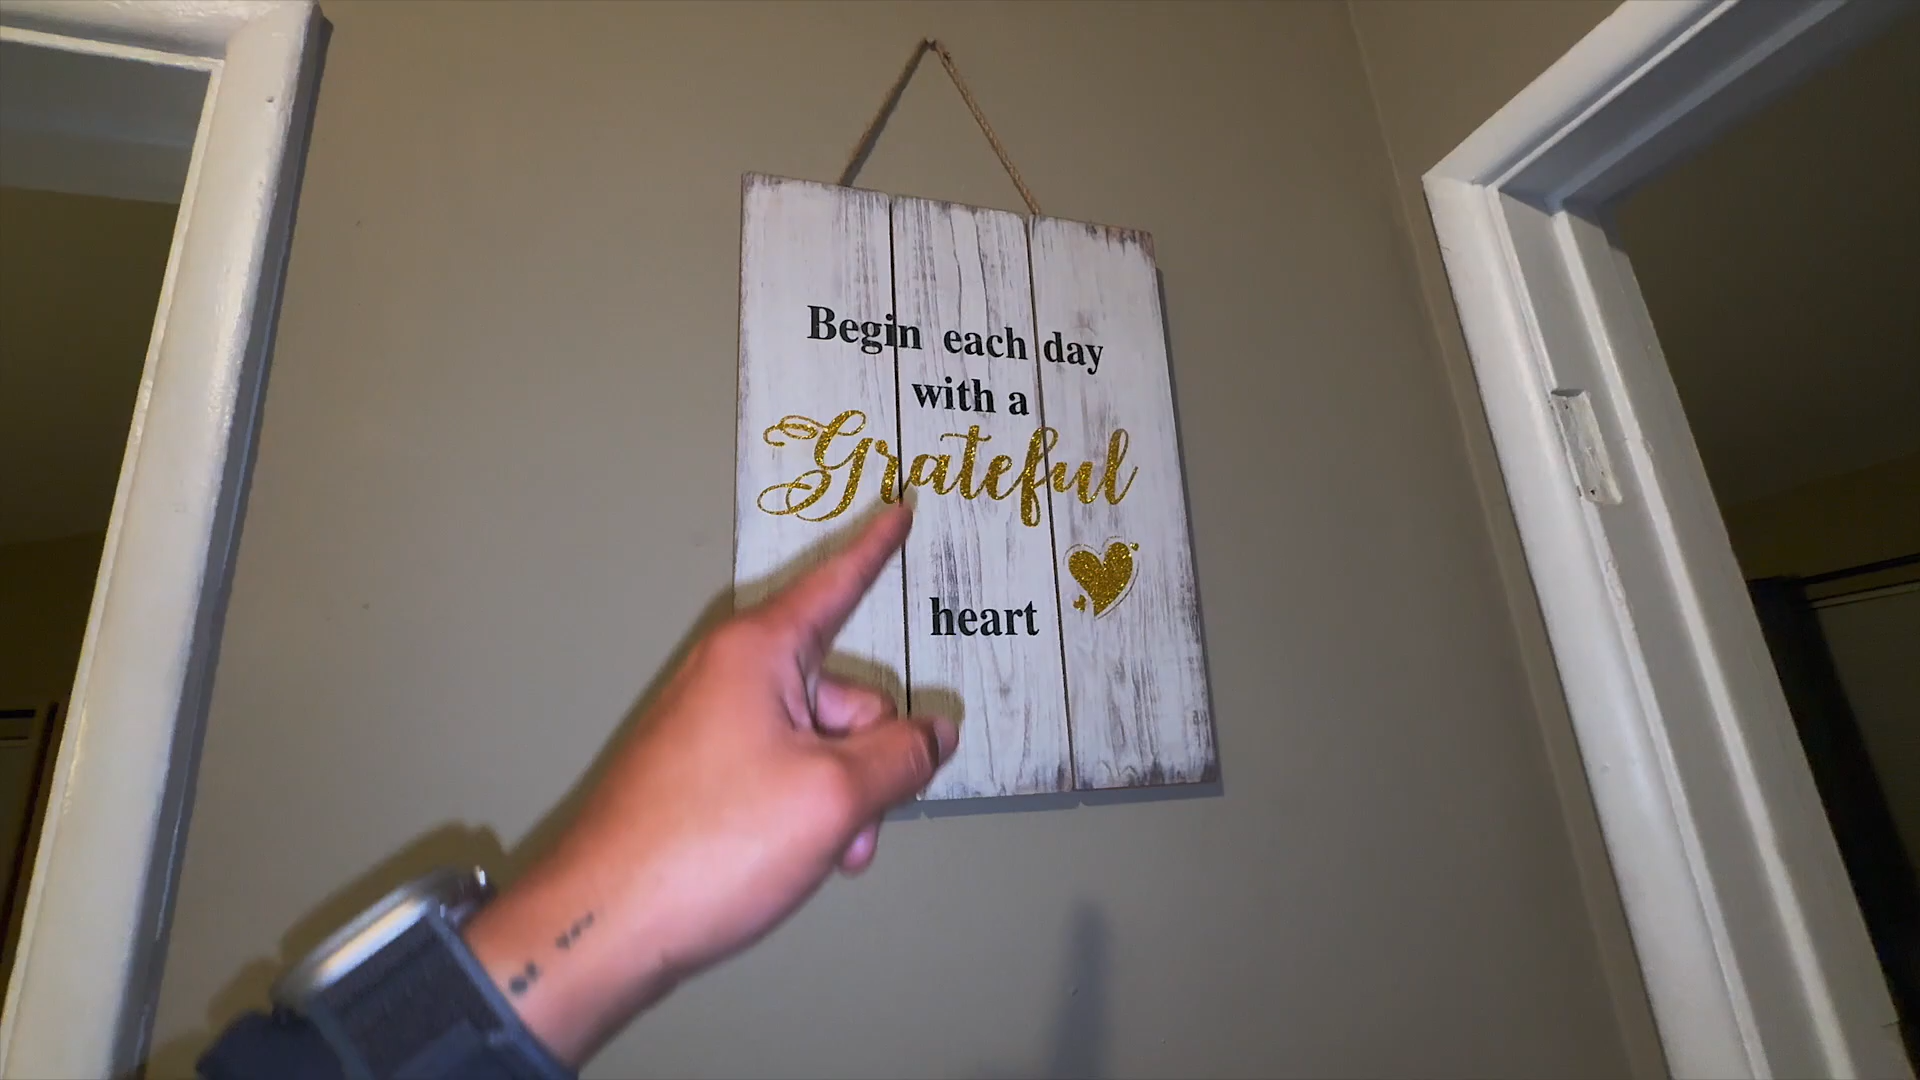 Begin each day
with a
Grateful
heart